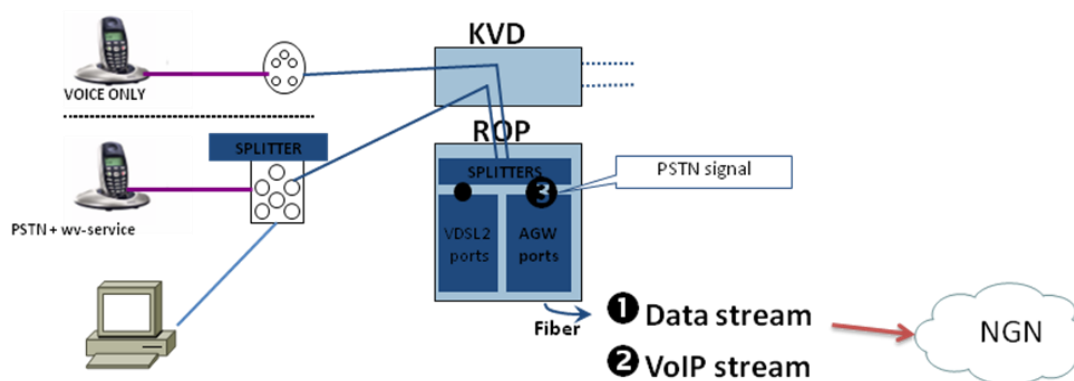 KVD
VOICE ONLY
ROP
SPLITTER
SPLITTERS
PSTN signal
3
PSTN + wv-service
VDSL2
ports
AGW
ports
Fiber
1 Data stream
2 VoIP stream
NGN